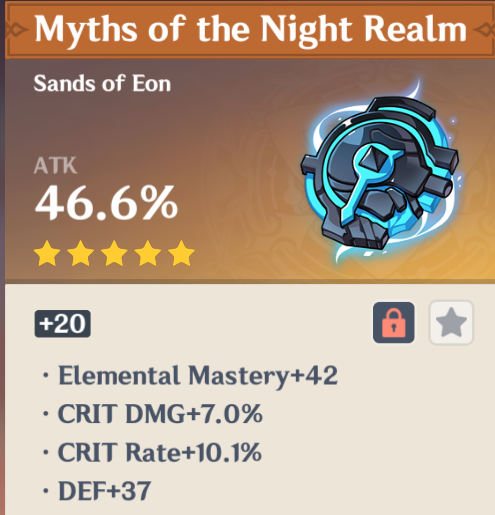 Myths of the Night Realm
Sands of Eon
ATK
46.6%
+20
· Elemental Mastery+42
· CRIT DMG+7.0%
· CRIT Rate+10.1%
· DEF+37